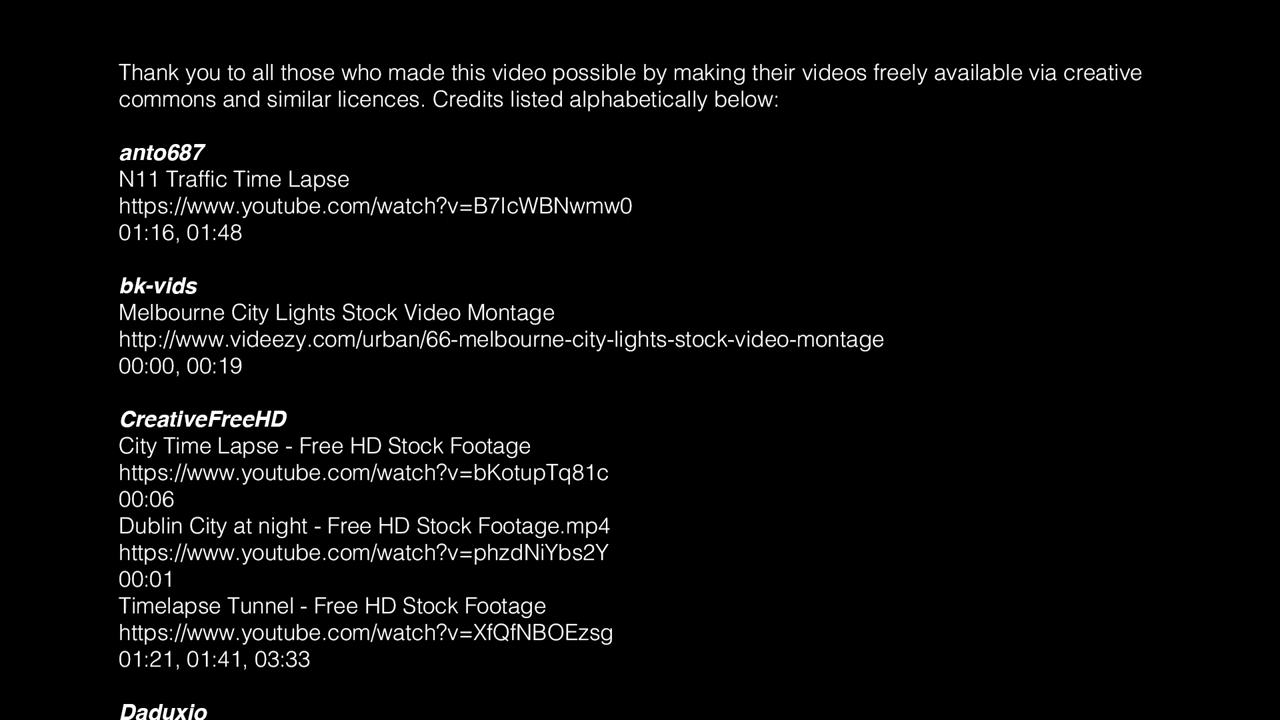 Thank you to all those who made this video possible by making their videos freely available via creative
commons and similar licences. Credits listed alphabetically below:
anto687
N11 Traffic Time Lapse
https://www.youtube.com/watch?v=B7IcWBNwmw0
01:16, 01:48
bk-vids
Melbourne City Lights Stock Video Montage
http://www.videezy.com/urban/66-melbourne-city-lights-stock-video-montage
00:00, 00:19
CreativeFreeHD
City Time Lapse - Free HD Stock Footage
https://www.youtube.com/watch?v=bKotupTq81c
00:06
Dublin City at night - Free HD Stock Footage.mp4
https://www.youtube.com/watch?v=phzdNiYbs2Y
00:01
Timelapse Tunnel - Free HD Stock Footage
https://www.youtube.com/watch?v=XfQfNBOEzsg
01:21, 01:41, 03:33
Daduxio